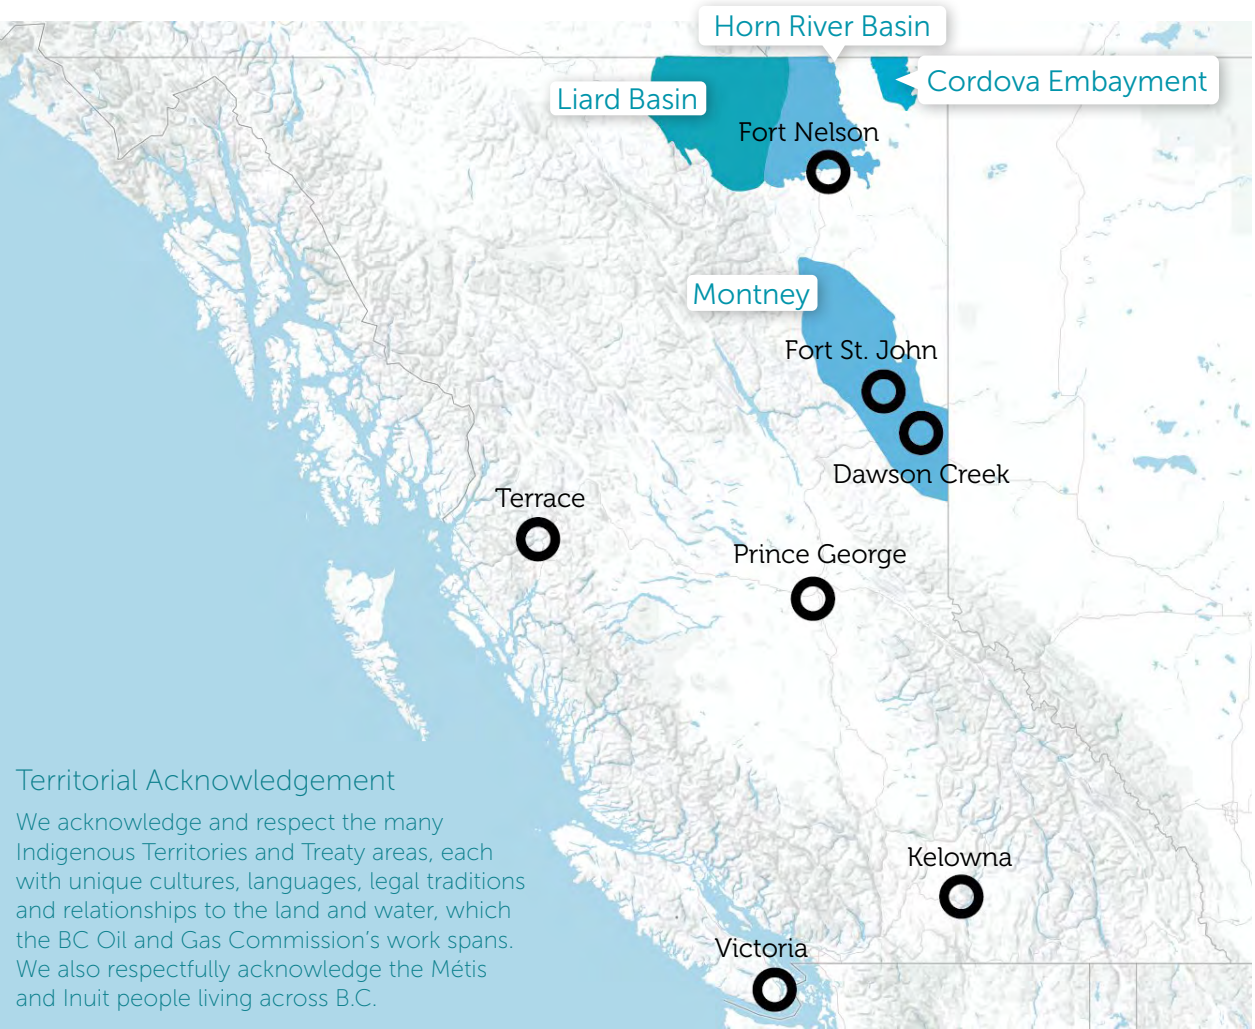 Horn River Basin
Cordova Embayment
Liard Basin
Fort Nelson
Montney
Fort St. John
Dawson Creek
Terrace
Prince George
Territorial Acknowledgement
We acknowledge and respect the many
Indigenous Territories and Treaty areas, each
with unique cultures, languages, legal traditions
and relationships to the land and water, which
the BC Oil and Gas Commission's work spans.
We also respectfully acknowledge the Métis
and Inuit people living across B.C.
Kelowna
Victoria